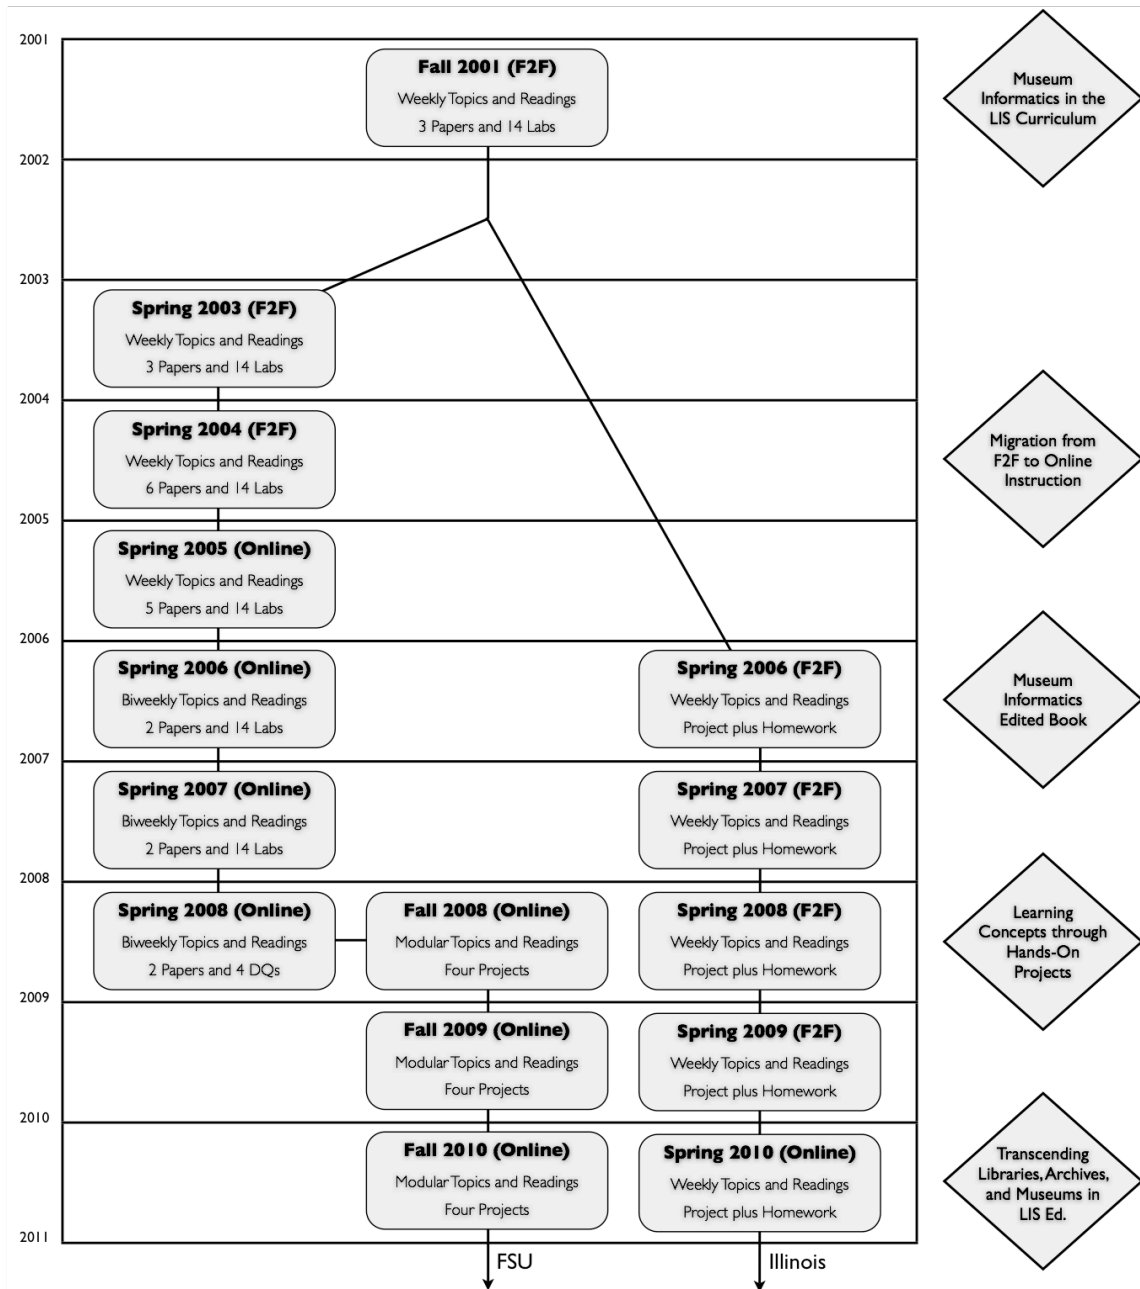 2001
Fall 2001 (F2F)
Weekly Topics and Readings
3 Papers and 14 Labs
Museum
Informatics in the
LIS Curriculum
2002
2003
Spring 2003 (F2F)
Weekly Topics and Readings
3 Papers and 14 Labs
2004
Spring 2004 (F2F)
Weekly Topics and Readings
6 Papers and 14 Labs
Migration from
F2F to Online
Instruction
2005
Spring 2005 (Online)
Weekly Topics and Readings
5 Papers and 14 Labs
2006
Spring 2006 (Online)
Biweekly Topics and Readings
2 Papers and 14 Labs
Spring 2006 (F2F)
Weekly Topics and Readings
Project plus Homework
Museum
Informatics
Edited Book
2007
Spring 2007 (Online)
Biweekly Topics and Readings
2 Papers and 14 Labs
Spring 2007 (F2F)
Weekly Topics and Readings
Project plus Homework
2008
Spring 2008 (Online)
Biweekly Topics and Readings
2 Papers and 4 DQs
Fall 2008 (Online)
Modular Topics and Readings
Four Projects
Spring 2008 (F2F)
Weekly Topics and Readings
Project plus Homework
Learning
Concepts through
Hands-On
Projects
2009
Fall 2009 (Online)
Modular Topics and Readings
Four Projects
Spring 2009 (F2F)
Weekly Topics and Readings
Project plus Homework
2010
Fall 2010 (Online)
Modular Topics and Readings
Four Projects
Spring 2010 (Online)
Weekly Topics and Readings
Project plus Homework
Transcending
Libraries, Archives,
and Museums in
LIS Ed.
2011
FSU
Illinois